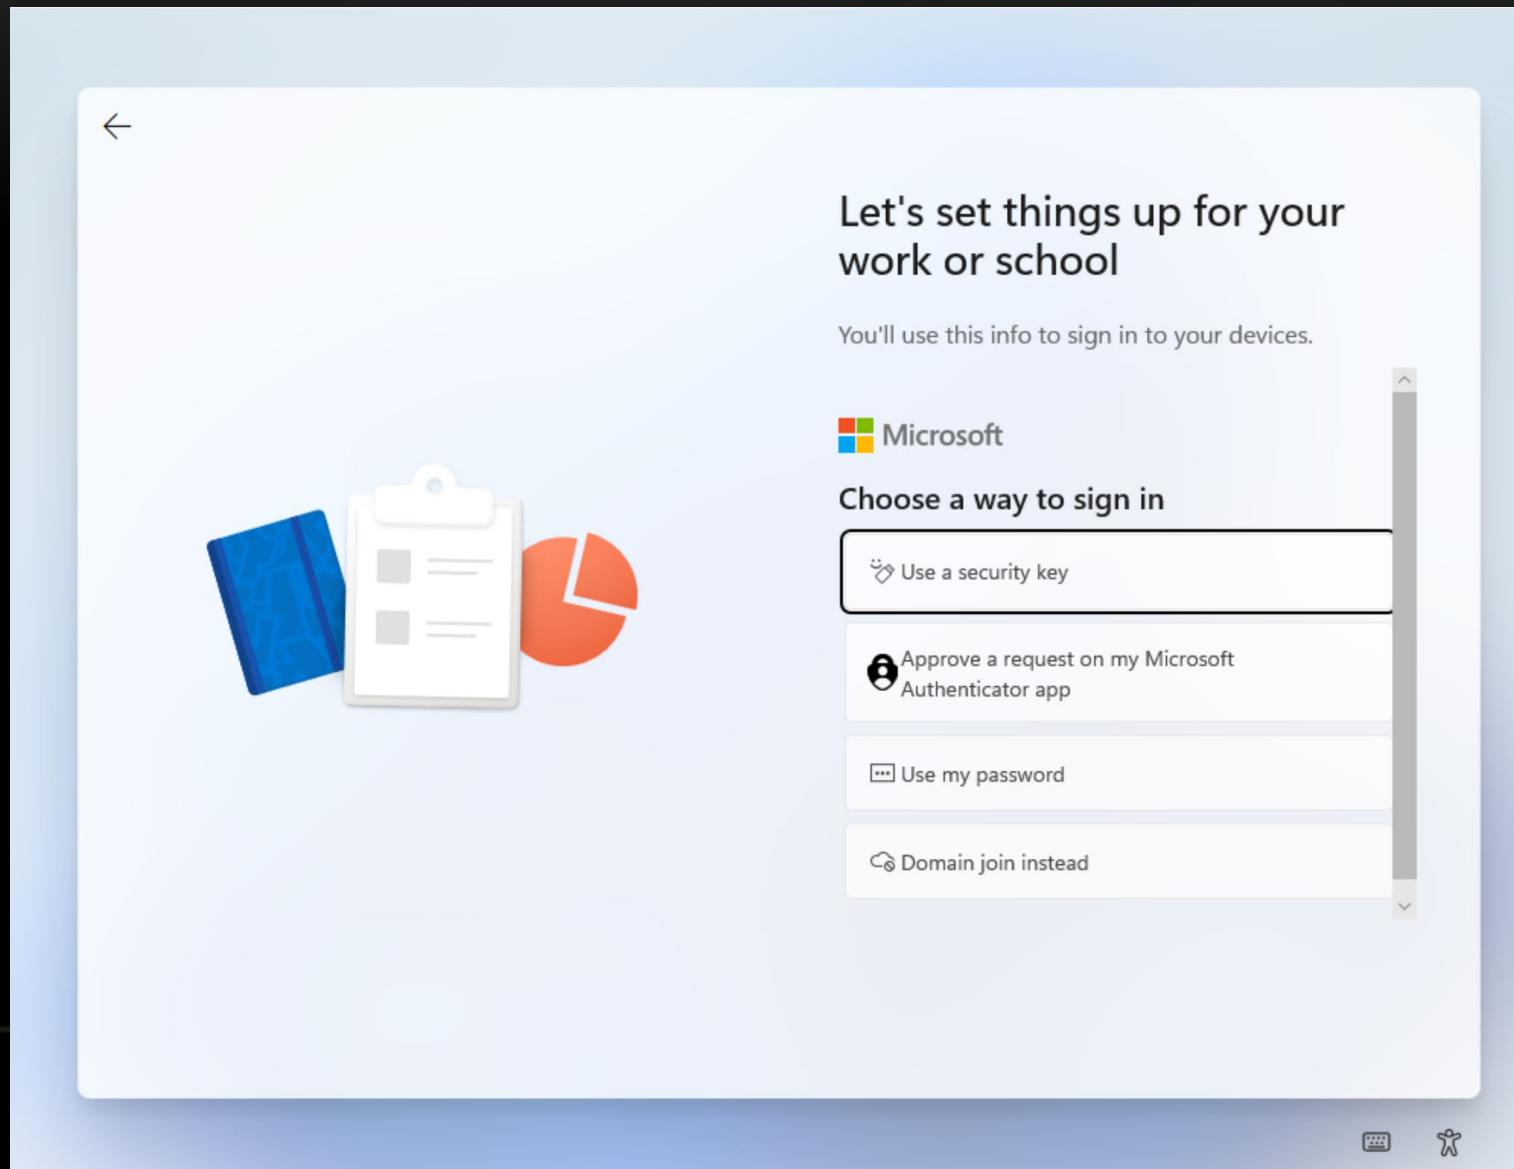 Let's set things up for your
work or school
You'll use this info to sign in to your devices.
Microsoft
Choose a way to sign in
Use a security key
Approve a request on my Microsoft
Authenticator app
Use my password
Domain join instead